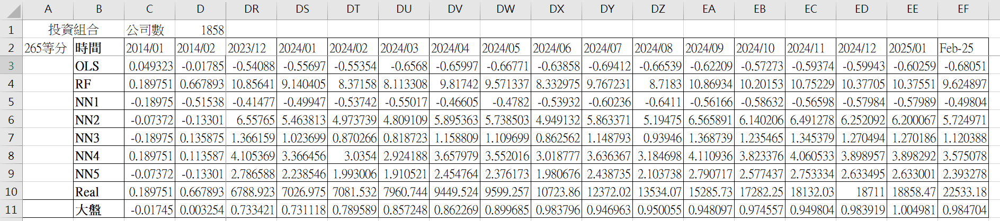 A B C D DR DS DT DU DV DW DX DY DZ EA EB EC ED EE EF
1 投資組合 公司數 1858
2 265等分 時間 2014/01 2014/02 2023/12 2024/01 2024/02 2024/03 2024/04 2024/05 2024/06 2024/07 2024/08 2024/09 2024/10 2024/11 2024/12 2025/01 Feb-25
3 OLS 0.049323 -0.01785 -0.54088 -0.55697 -0.55354 -0.6568 -0.65997 -0.66771 -0.63858 -0.69412 -0.66539 -0.62209 -0.57273 -0.59374 -0.59943 -0.60259 -0.68051
4 RF 0.189751 0.667893 10.85641 9.140405 8.37158 8.113308 9.81742 9.571337 8.332975 9.767231 8.7183 10.86934 10.20153 10.75229 10.37705 10.37551 9.624897
5 NN1 -0.18975 -0.51538 -0.41477 -0.49947 -0.53742 -0.55017 -0.46605 -0.4782 -0.53932 -0.60236 -0.6411 -0.56166 -0.58632 -0.56598 -0.57984 -0.57989 -0.49804
6 NN2 -0.07372 -0.13301 6.55765 5.463813 4.973739 4.809109 5.895363 5.738503 4.949132 5.863371 5.19475 6.565891 6.140206 6.491278 6.252092 6.200067 5.724971
7 NN3 -0.18975 0.135875 1.366159 1.023699 0.870266 0.818723 1.158809 1.109699 0.862562 1.148793 0.93946 1.368739 1.235465 1.345379 1.270494 1.270186 1.120388
8 NN4 0.189751 0.113587 4.105369 3.366456 3.0354 2.924188 3.657979 3.552016 3.018777 3.636367 3.184698 4.110936 3.823376 4.060533 3.898957 3.898292 3.575078
9 NN5 -0.07372 -0.13301 2.786588 2.238546 1.993006 1.910521 2.454764 2.376173 1.980676 2.438735 2.103738 2.790717 2.577437 2.753334 2.633495 2.633001 2.393278
10 Real 0.189751 0.667893 6788.923 7026.975 7081.532 7960.744 9449.524 9599.257 10723.86 12372.02 13534.07 15285.73 17282.25 18132.03 18711 18858.47 22533.18
11 大盤 -0.01745 0.003254 0.733421 0.731118 0.789589 0.857248 0.862269 0.899685 0.983796 0.946963 0.950055 0.948097 0.974557 0.949804 0.983919 1.004981 0.984704